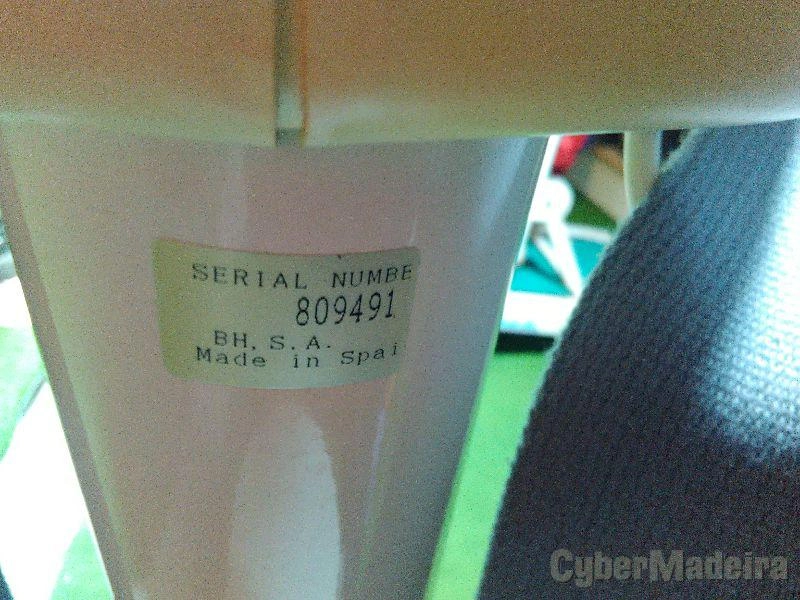 SERIAL NUMBE
809491
BH, S.A.
Made in Spai
CyberMadeira